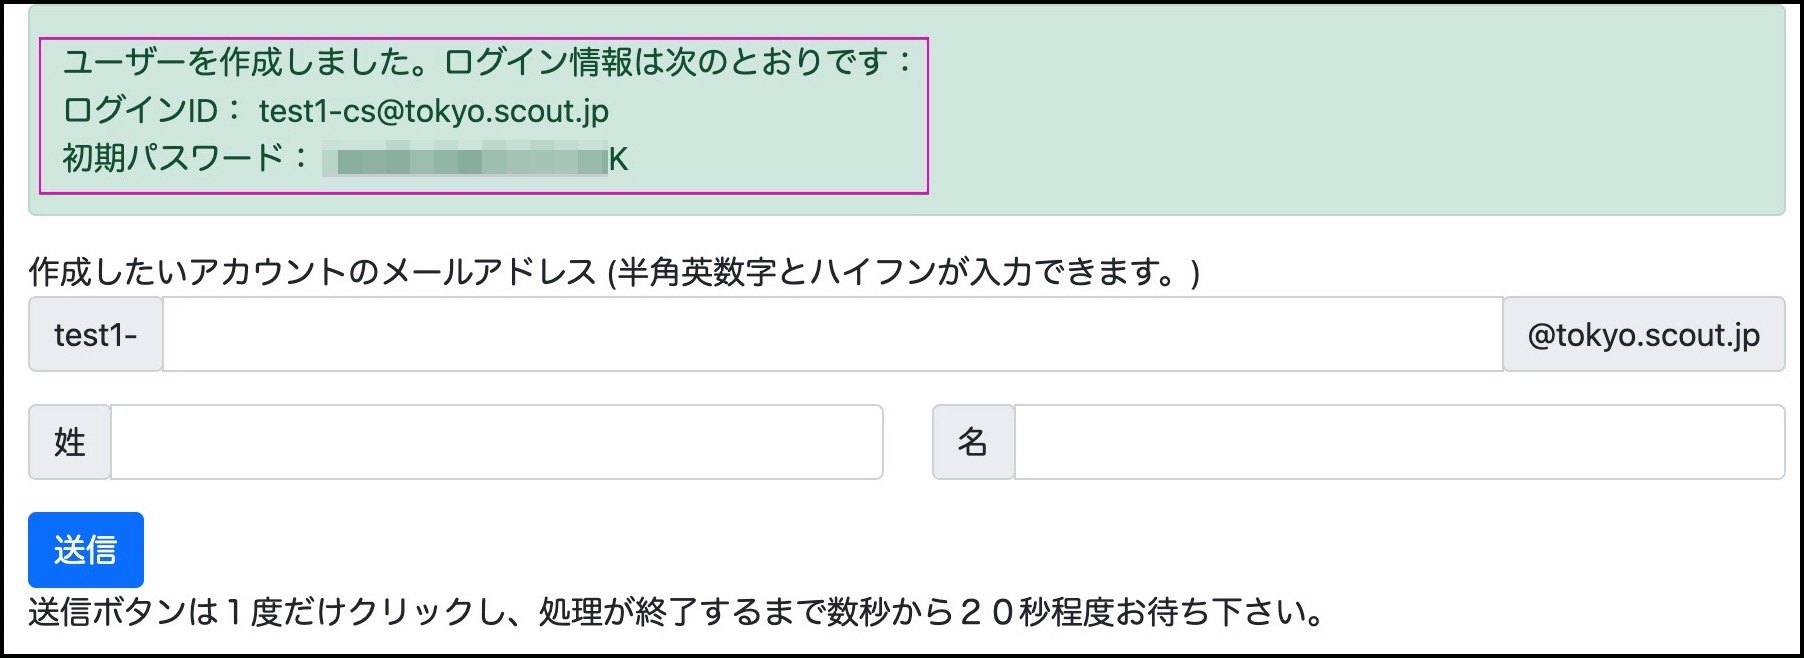 ユーザーを作成しました。ログイン情報は次のとおりです：
ログインID： test1-cs@tokyo.scout.jp
初期パスワード： K
作成したいアカウントのメールアドレス (半角英数字とハイフンが入力できます。)
test1- @tokyo.scout.jp
姓 名
送信
送信ボタンは１度だけクリックし、処理が終了するまで数秒から２０秒程度お待ち下さい。